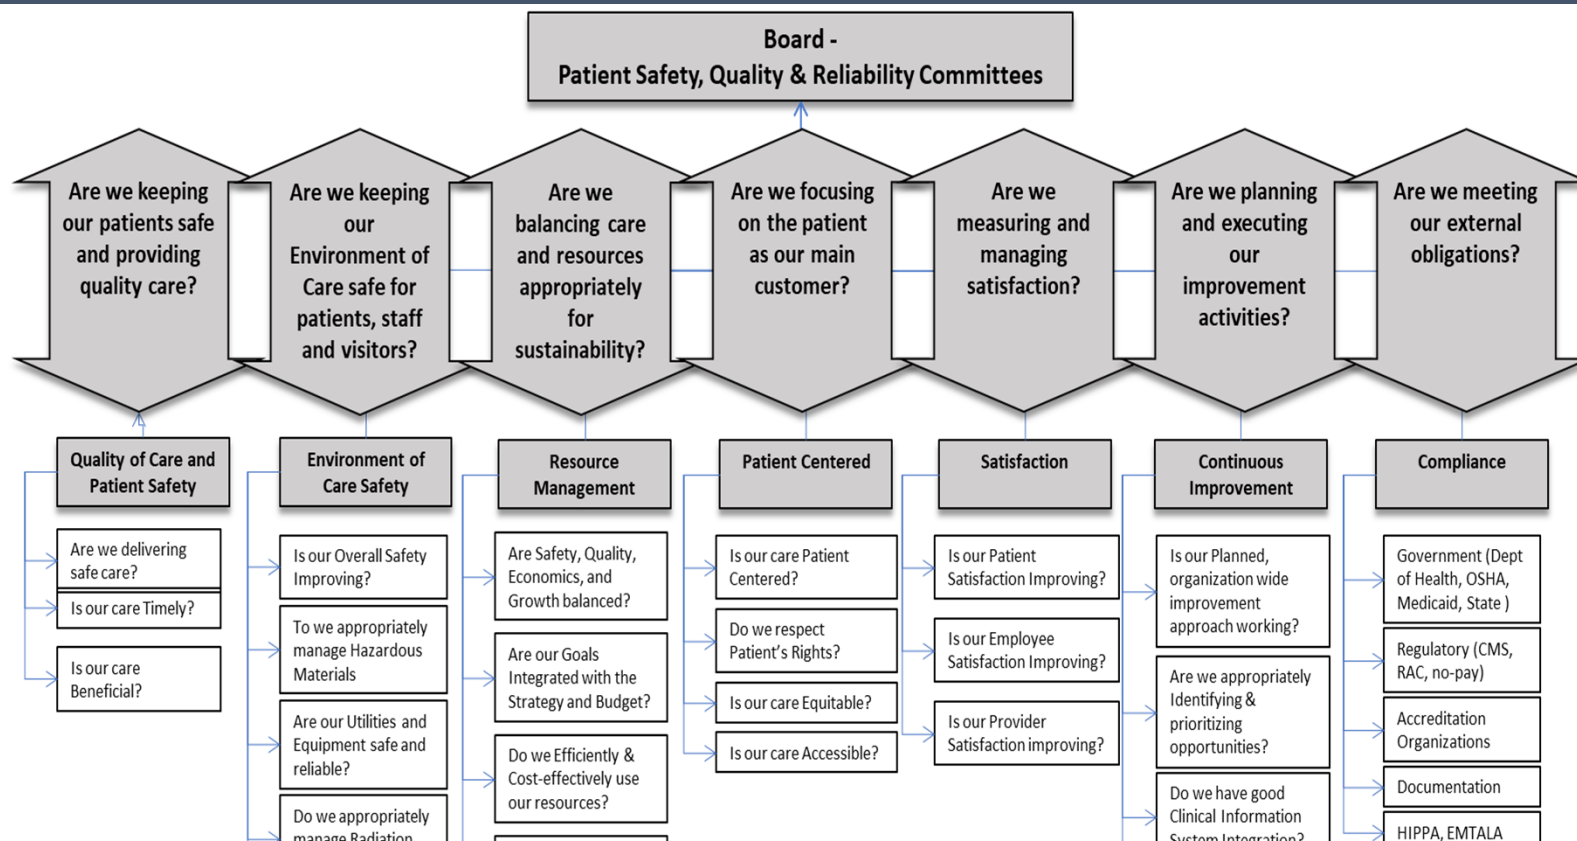 Board -
Patient Safety, Quality & Reliability Committees
Are we keeping
our patients safe
and providing
quality care?
Are we keeping
our
Environment of
Care safe for
patients, staff
and visitors?
Are we
balancing care
and resources
appropriately
for
sustainability?
Are we focusing
on the patient
as our main
customer?
Are we
measuring and
managing
satisfaction?
Are we planning
and executing
our
improvement
activities?
Are we meeting
our external
obligations?
Quality of Care and
Patient Safety
Are we delivering
safe care?
Is our care Timely?
Is our care
Beneficial?
Environment of
Care Safety
Is our Overall Safety
Improving?
To we appropriately
manage Hazardous
Materials
Are our Utilities and
Equipment safe and
reliable?
Do we appropriately
manage Radiation
Resource
Management
Are Safety, Quality,
Economics, and
Growth balanced?
Are our Goals
Integrated with the
Strategy and Budget?
Do we Efficiently &
Cost-effectively use
our resources?
Patient Centered
Is our care Patient
Centered?
Do we respect
Patient's Rights?
Is our care Equitable?
Is our care Accessible?
Satisfaction
Is our Patient
Satisfaction Improving?
Is our Employee
Satisfaction Improving?
Is our Provider
Satisfaction improving?
Continuous
Improvement
Is our Planned,
organization wide
improvement
approach working?
Are we appropriately
Identifying &
prioritizing
opportunities?
Do we have good
Clinical Information
System Integration?
Compliance
Government (Dept
of Health, OSHA,
Medicaid, State )
Regulatory (CMS,
RAC, no-pay)
Accreditation
Organizations
Documentation
HIPPA, EMTALA